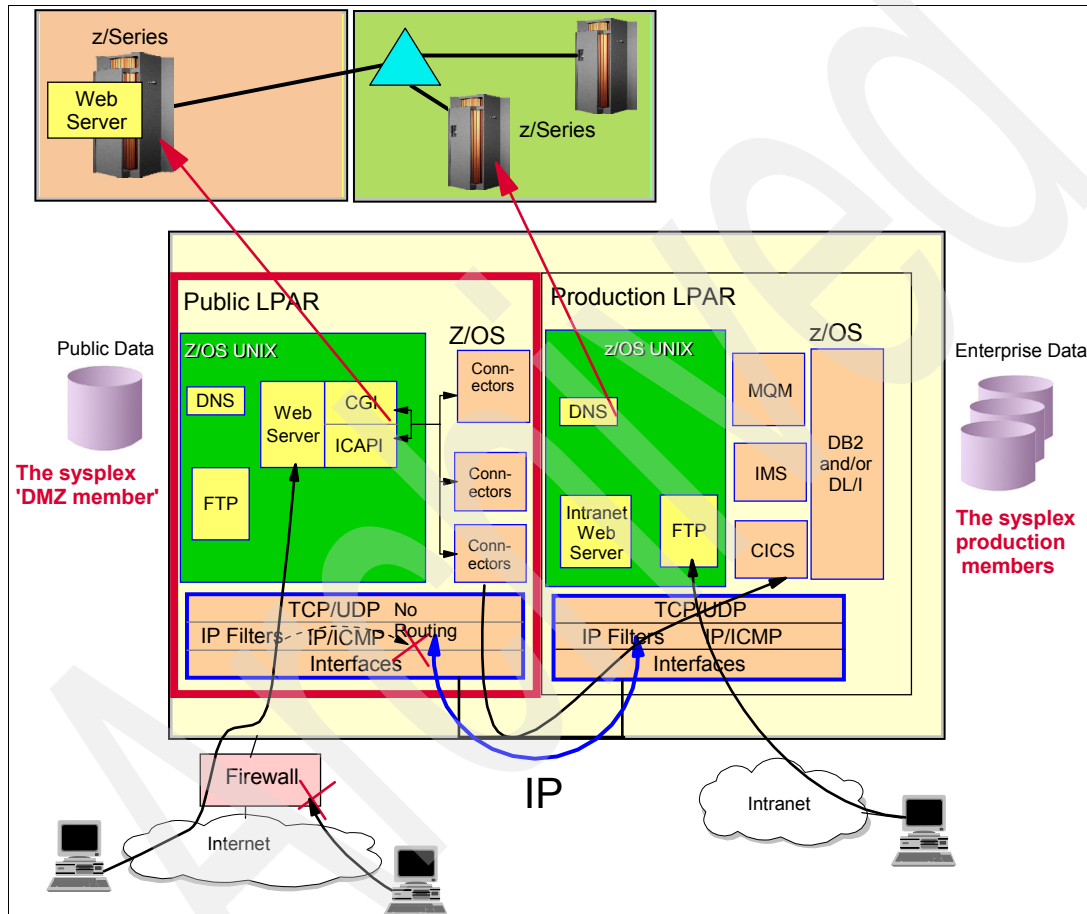 z/Series
Web
Server
z/Series
Public LPAR
Z/OS
Z/OS UNIX
DNS
Web
Server
CGI
ICAPI
FTP
Conn-
ectors
Conn-
ectors
Conn-
ectors
TCP/UDP No
Routing
IP Filters IP/ICMP
Interfaces
Public Data
The sysplex
'DMZ member'
Production LPAR
z/OS
z/OS UNIX
DNS
Intranet
Web
Server
FTP
MQM
IMS
CICS
DB2
and/or
DL/I
TCP/UDP
IP Filters IP/ICMP
Interfaces
Enterprise Data
The sysplex
production
members
Firewall
IP
Internet
Intranet
Archived